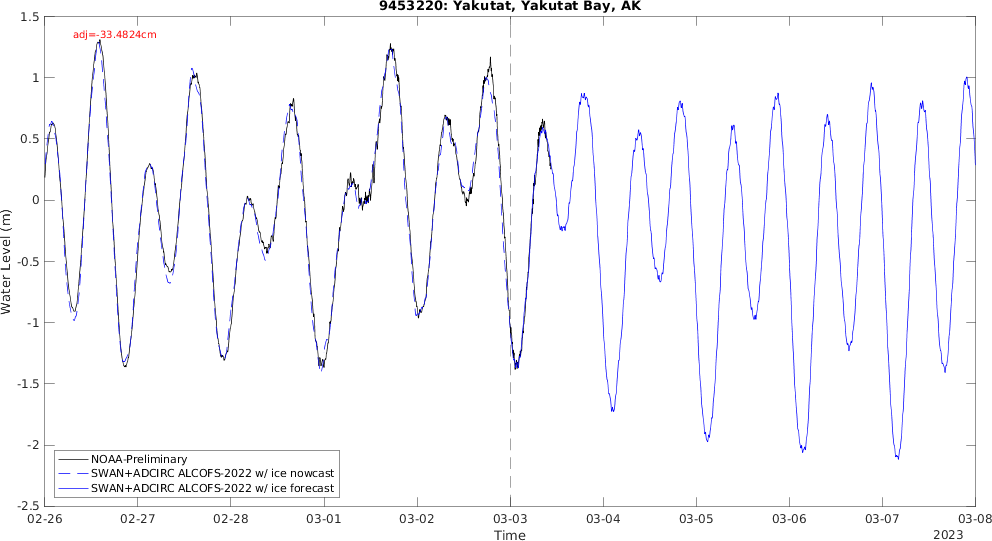 9453220: Yakutat, Yakutat Bay, AK
adj=-33.4824cm
1.5
1
0.5
0
-0.5
-1
-1.5
-2
-2.5
Water Level (m)
NOAA-Preliminary
SWAN+ADCIRC ALCOFS-2022 w/ ice nowcast
SWAN+ADCIRC ALCOFS-2022 w/ ice forecast
02-26 02-27 02-28 03-01 03-02 03-03 03-04 03-05 03-06 03-07 03-08
Time
2023